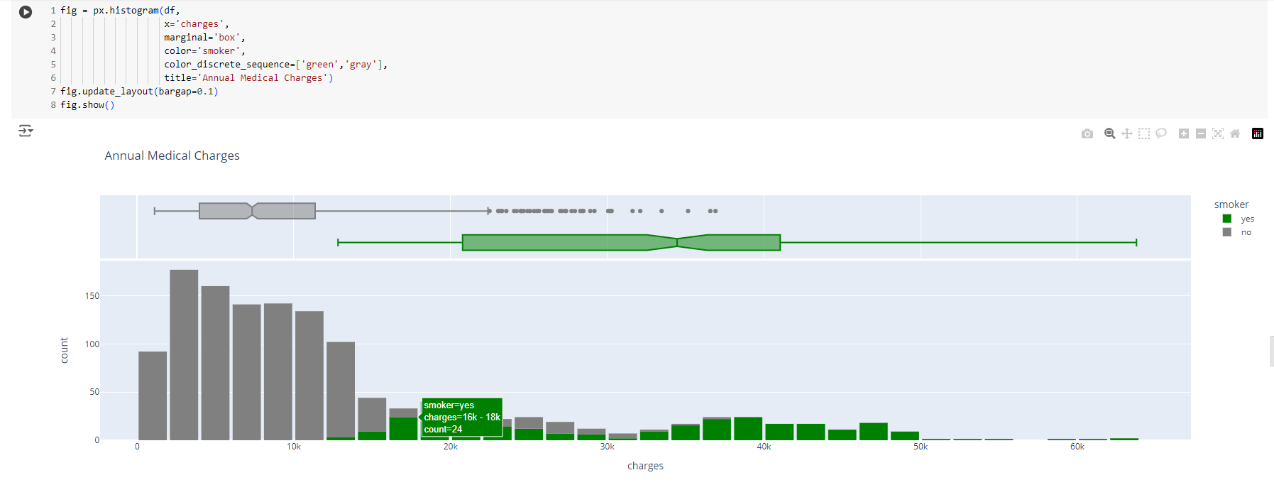 1 fig = px.histogram(df,
2 x='charges',
3 marginal='box',
4 color='smoker',
5 color_discrete_sequence=['green','gray'],
6 title='Annual Medical Charges')
7 fig.update_layout(bargap=0.1)
8 fig.show()
Annual Medical Charges
smoker
yes
no
150
100
50
0
count
smoker=yes
charges=16k - 18k
count=24
0 10k 20k 30k 40k 50k 60k
charges